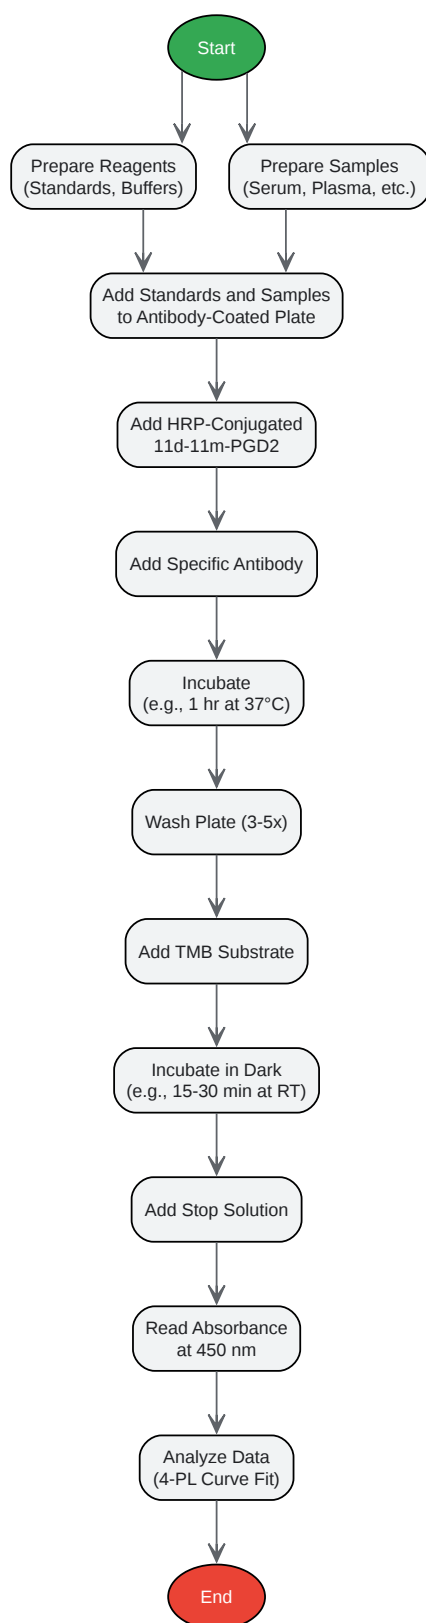 Start
Prepare Reagents
(Standards, Buffers)
Prepare Samples
(Serum, Plasma, etc.)
Add Standards and Samples
to Antibody-Coated Plate
Add HRP-Conjugated
11d-11m-PGD2
Add Specific Antibody
Incubate
(e.g., 1 hr at 37°C)
Wash Plate (3-5x)
Add TMB Substrate
Incubate in Dark
(e.g., 15-30 min at RT)
Add Stop Solution
Read Absorbance
at 450 nm
Analyze Data
(4-PL Curve Fit)
End